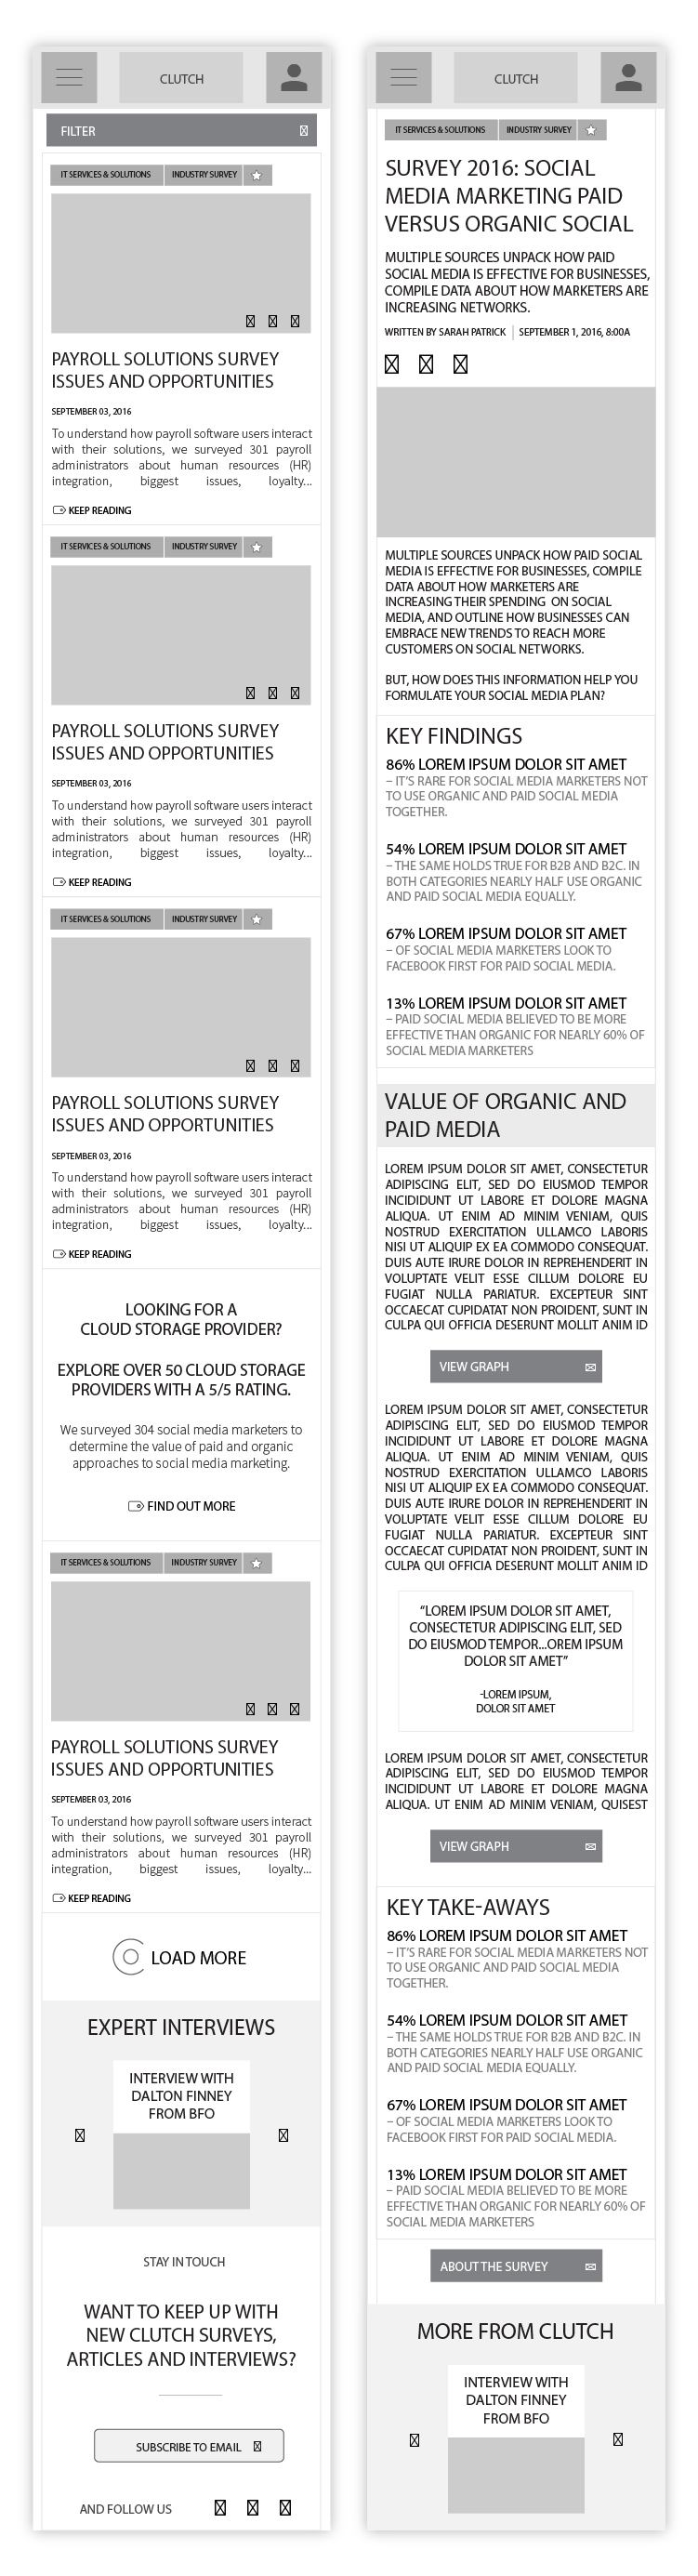 CLUTCH
FILTER
IT SERVICES & SOLUTIONS INDUSTRY SURVEY
PAYROLL SOLUTIONS SURVEY
ISSUES AND OPPORTUNITIES
SEPTEMBER 03, 2016
To understand how payroll software users interact
with their solutions, we surveyed 301 payroll
administrators about human resources (HR)
integration, biggest issues, loyalty...
KEEP READING
IT SERVICES & SOLUTIONS INDUSTRY SURVEY
PAYROLL SOLUTIONS SURVEY
ISSUES AND OPPORTUNITIES
SEPTEMBER 03, 2016
To understand how payroll software users interact
with their solutions, we surveyed 301 payroll
administrators about human resources (HR)
integration, biggest issues, loyalty...
KEEP READING
IT SERVICES & SOLUTIONS INDUSTRY SURVEY
PAYROLL SOLUTIONS SURVEY
ISSUES AND OPPORTUNITIES
SEPTEMBER 03, 2016
To understand how payroll software users interact
with their solutions, we surveyed 301 payroll
administrators about human resources (HR)
integration, biggest issues, loyalty...
KEEP READING
LOOKING FOR A
CLOUD STORAGE PROVIDER?
EXPLORE OVER 50 CLOUD STORAGE
PROVIDERS WITH A 5/5 RATING.
We surveyed 304 social media marketers to
determine the value of paid and organic
approaches to social media marketing.
FIND OUT MORE
IT SERVICES & SOLUTIONS INDUSTRY SURVEY
PAYROLL SOLUTIONS SURVEY
ISSUES AND OPPORTUNITIES
SEPTEMBER 03, 2016
To understand how payroll software users interact
with their solutions, we surveyed 301 payroll
administrators about human resources (HR)
integration, biggest issues, loyalty...
KEEP READING
LOAD MORE
EXPERT INTERVIEWS
INTERVIEW WITH
DALTON FINNEY
FROM BFO
STAY IN TOUCH
WANT TO KEEP UP WITH
NEW CLUTCH SURVEYS,
ARTICLES AND INTERVIEWS?
SUBSCRIBE TO EMAIL
AND FOLLOW US
CLUTCH
IT SERVICES & SOLUTIONS INDUSTRY SURVEY
SURVEY 2016: SOCIAL
MEDIA MARKETING PAID
VERSUS ORGANIC SOCIAL
MULTIPLE SOURCES UNPACK HOW PAID
SOCIAL MEDIA IS EFFECTIVE FOR BUSINESSES,
COMPILE DATA ABOUT HOW MARKETERS ARE
INCREASING NETWORKS.
WRITTEN BY SARAH PATRICK SEPTEMBER 1, 2016, 8:00A
MULTIPLE SOURCES UNPACK HOW PAID SOCIAL
MEDIA IS EFFECTIVE FOR BUSINESSES, COMPILE
DATA ABOUT HOW MARKETERS ARE
INCREASING THEIR SPENDING ON SOCIAL
MEDIA, AND OUTLINE HOW BUSINESSES CAN
EMBRACE NEW TRENDS TO REACH MORE
CUSTOMERS ON SOCIAL NETWORKS.
BUT, HOW DOES THIS INFORMATION HELP YOU
FORMULATE YOUR SOCIAL MEDIA PLAN?
KEY FINDINGS
86% LOREM IPSUM DOLOR SIT AMET
– IT'S RARE FOR SOCIAL MEDIA MARKETERS NOT
TO USE ORGANIC AND PAID SOCIAL MEDIA
TOGETHER.
54% LOREM IPSUM DOLOR SIT AMET
– THE SAME HOLDS TRUE FOR B2B AND B2C. IN
BOTH CATEGORIES NEARLY HALF USE ORGANIC
AND PAID SOCIAL MEDIA EQUALLY.
67% LOREM IPSUM DOLOR SIT AMET
– OF SOCIAL MEDIA MARKETERS LOOK TO
FACEBOOK FIRST FOR PAID SOCIAL MEDIA.
13% LOREM IPSUM DOLOR SIT AMET
– PAID SOCIAL MEDIA BELIEVED TO BE MORE
EFFECTIVE THAN ORGANIC FOR NEARLY 60% OF
SOCIAL MEDIA MARKETERS
VALUE OF ORGANIC AND
PAID MEDIA
LOREM IPSUM DOLOR SIT AMET, CONSECTETUR
ADIPISCING ELIT, SED DO EIUSMOD TEMPOR
INCIDIDUNT UT LABORE ET DOLORE MAGNA
ALIQUA. UT ENIM AD MINIM VENIAM, QUIS
NOSTRUD EXERCITATION ULLAMCO LABORIS
NISI UT ALIQUIP EX EA COMMODO CONSEQUAT.
DUIS AUTE IRURE DOLOR IN REPREHENDERIT IN
VOLUPTATE VELIT ESSE CILLUM DOLORE EU
FUGIAT NULLA PARIATUR. EXCEPTEUR SINT
OCCAECAT CUPIDATAT NON PROIDENT, SUNT IN
CULPA QUI OFFICIA DESERUNT MOLLIT ANIM ID
VIEW GRAPH
LOREM IPSUM DOLOR SIT AMET, CONSECTETUR
ADIPISCING ELIT, SED DO EIUSMOD TEMPOR
INCIDIDUNT UT LABORE ET DOLORE MAGNA
ALIQUA. UT ENIM AD MINIM VENIAM, QUIS
NOSTRUD EXERCITATION ULLAMCO LABORIS
NISI UT ALIQUIP EX EA COMMODO CONSEQUAT.
DUIS AUTE IRURE DOLOR IN REPREHENDERIT IN
VOLUPTATE VELIT ESSE CILLUM DOLORE EU
FUGIAT NULLA PARIATUR. EXCEPTEUR SINT
OCCAECAT CUPIDATAT NON PROIDENT, SUNT IN
CULPA QUI OFFICIA DESERUNT MOLLIT ANIM ID
“LOREM IPSUM DOLOR SIT AMET,
CONSECTETUR ADIPISCING ELIT, SED
DO EIUSMOD TEMPOR...OREM IPSUM
DOLOR SIT AMET”
-LOREM IPSUM,
DOLOR SIT AMET
LOREM IPSUM DOLOR SIT AMET, CONSECTETUR
ADIPISCING ELIT, SED DO EIUSMOD TEMPOR
INCIDIDUNT UT LABORE ET DOLORE MAGNA
ALIQUA. UT ENIM AD MINIM VENIAM, QUISEST
VIEW GRAPH
KEY TAKE-AWAYS
86% LOREM IPSUM DOLOR SIT AMET
– IT'S RARE FOR SOCIAL MEDIA MARKETERS NOT
TO USE ORGANIC AND PAID SOCIAL MEDIA
TOGETHER.
54% LOREM IPSUM DOLOR SIT AMET
– THE SAME HOLDS TRUE FOR B2B AND B2C. IN
BOTH CATEGORIES NEARLY HALF USE ORGANIC
AND PAID SOCIAL MEDIA EQUALLY.
67% LOREM IPSUM DOLOR SIT AMET
– OF SOCIAL MEDIA MARKETERS LOOK TO
FACEBOOK FIRST FOR PAID SOCIAL MEDIA.
13% LOREM IPSUM DOLOR SIT AMET
– PAID SOCIAL MEDIA BELIEVED TO BE MORE
EFFECTIVE THAN ORGANIC FOR NEARLY 60% OF
SOCIAL MEDIA MARKETERS
ABOUT THE SURVEY
MORE FROM CLUTCH
INTERVIEW WITH
DALTON FINNEY
FROM BFO